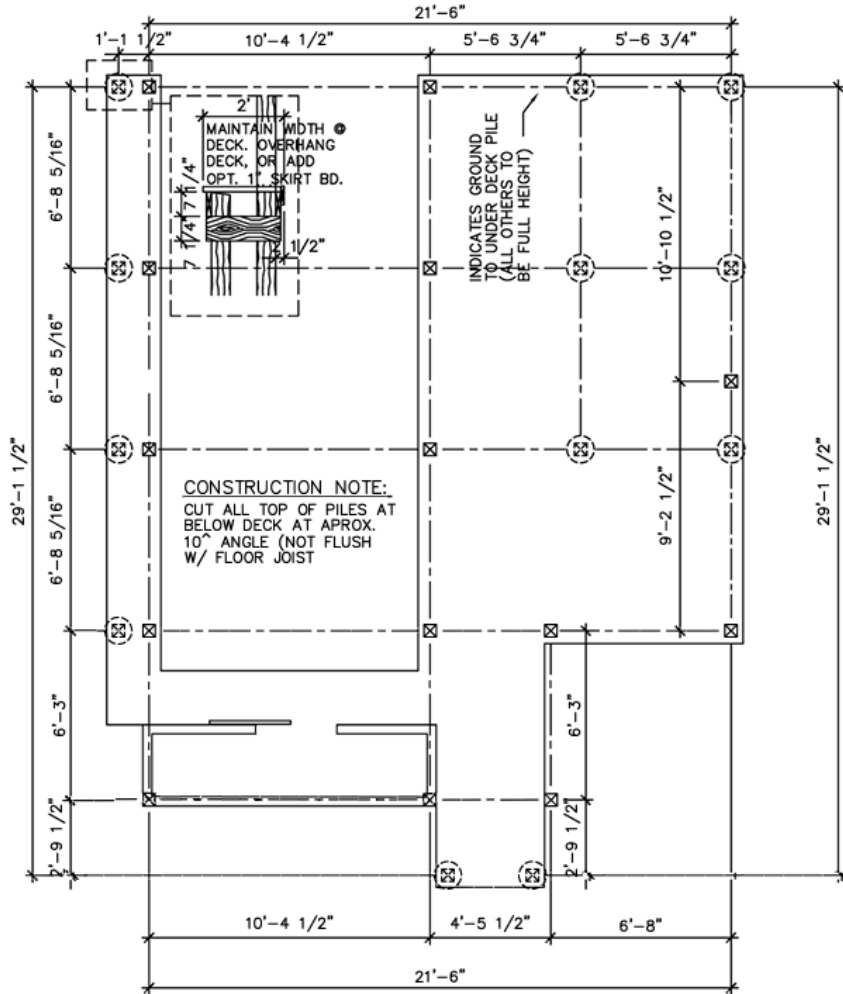 21'-6"
1'-1 1/2"
10'-4 1/2"
5'-6 3/4"
5'-6 3/4"
2'
MAINTAIN WIDTH @
DECK. OVERHANG
DECK, OR ADD
OPT. 1" SKIRT BD.
7 1/4"
7 1/4"
1/2"
INDICATES GROUND
TO UNDER DECK PILE
(ALL OTHERS TO
BE FULL HEIGHT)
6'-8 5/16"
6'-8 5/16"
6'-8 5/16"
10'-10 1/2"
9'-2 1/2"
29'-1 1/2"
29'-1 1/2"
CONSTRUCTION NOTE:
CUT ALL TOP OF PILES AT
BELOW DECK AT APROX.
10^ ANGLE (NOT FLUSH
W/ FLOOR JOIST
6'-3"
6'-3"
2'-9 1/2"
2'-9 1/2"
10'-4 1/2"
4'-5 1/2"
6'-8"
21'-6"